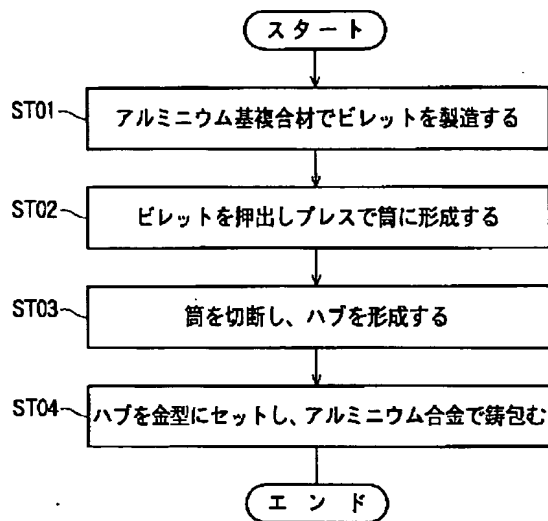 スタート
ST01
アルミニウム基複合材でビレットを製造する
ST02
ビレットを押出しプレスで筒に形成する
ST03
筒を切断し、ハブを形成する
ST04
ハブを金型にセットし、アルミニウム合金で鋳包む
エンド